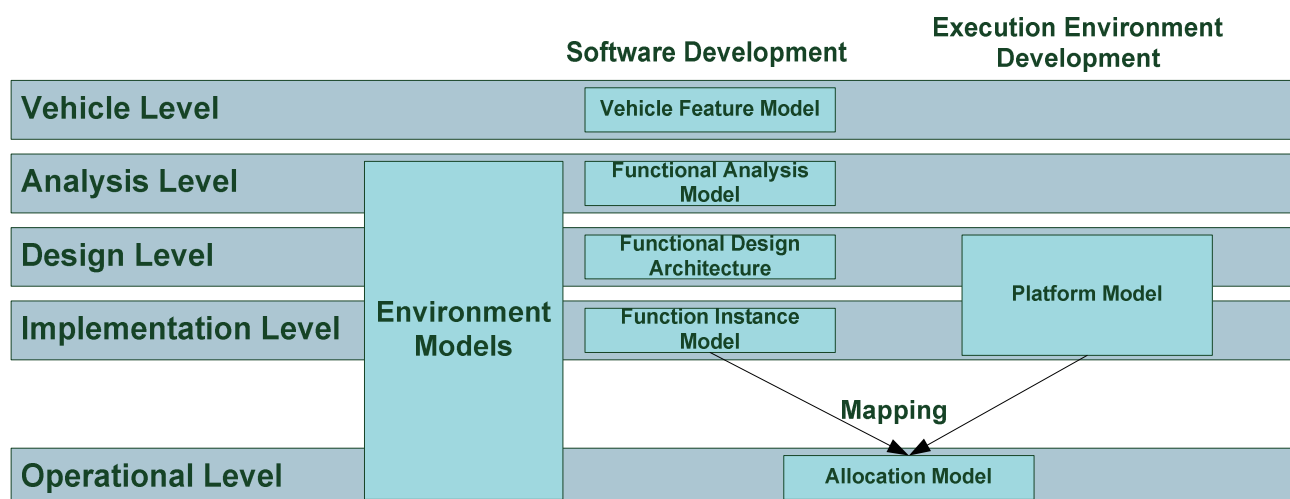 Software Development
Execution Environment
Development
Vehicle Level
Vehicle Feature Model
Analysis Level
Functional Analysis
Model
Design Level
Functional Design
Architecture
Platform Model
Environment
Models
Implementation Level
Function Instance
Model
Mapping
Operational Level
Allocation Model